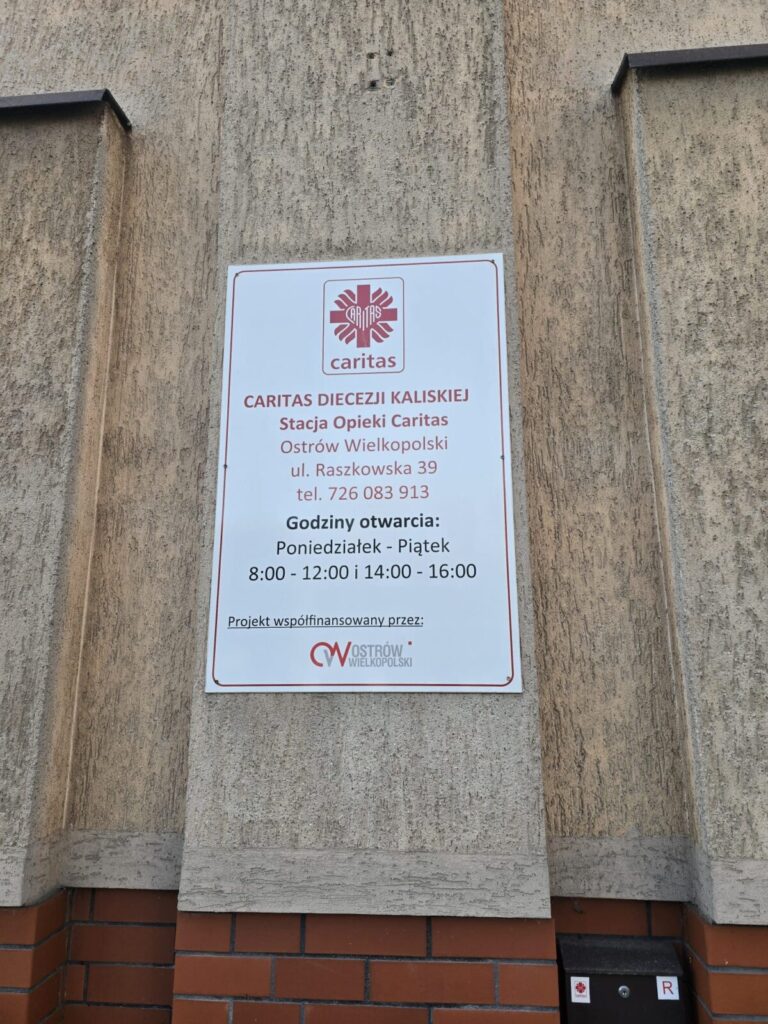 CARITAS
caritas
CARITAS DIECEZJI KALISKIEJ
Stacja Opieki Caritas
Ostrów Wielkopolski
ul. Raszkowska 39
tel. 726 083 913
Godziny otwarcia:
Poniedziałek - Piątek
8:00 - 12:00 i 14:00 - 16:00
Projekt współfinansowany przez:
OW OSTRÓW
WIELKOPOLSKI
R